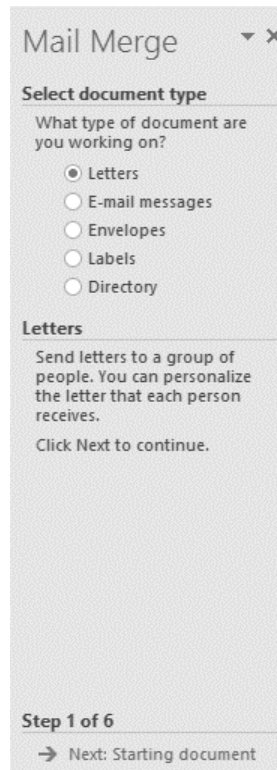 Mail Merge
Select document type
What type of document are
you working on?
Letters
E-mail messages
Envelopes
Labels
Directory
Letters
Send letters to a group of
people. You can personalize
the letter that each person
receives.
Click Next to continue.
Step 1 of 6
Next: Starting document